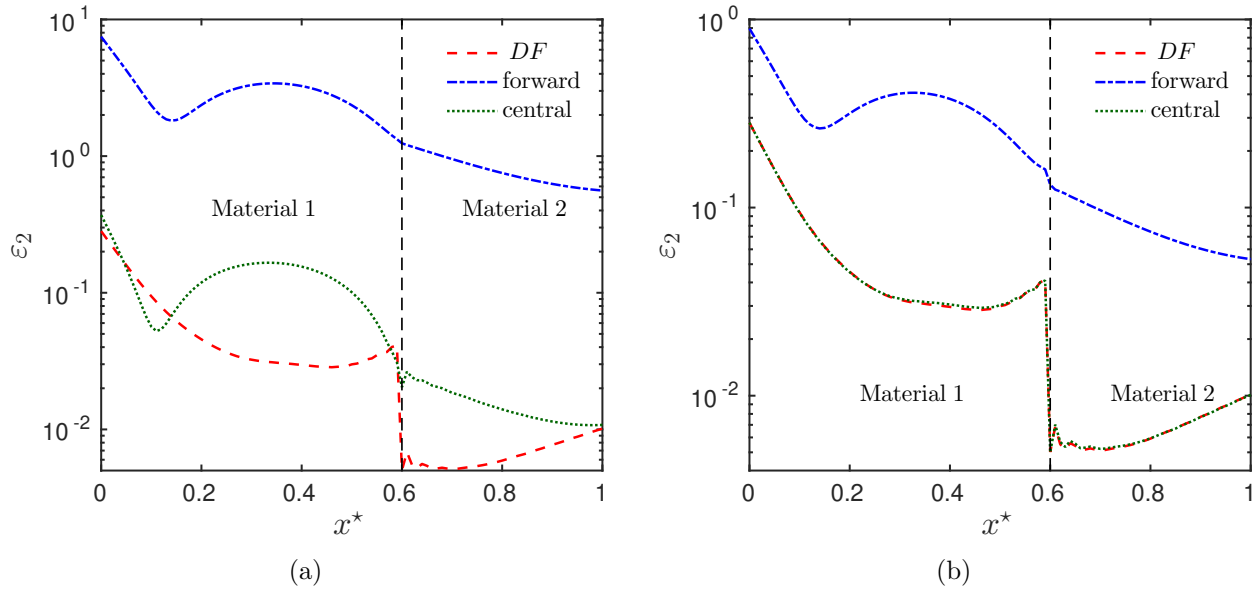 10^1
10^0
10^-1
10^-2
ε_2
0 0.2 0.4 0.6 0.8 1
x^⋆
DF
forward
central
Material 1
Material 2
(a)
10^0
10^-1
10^-2
ε_2
0 0.2 0.4 0.6 0.8 1
x^⋆
DF
forward
central
Material 1
Material 2
(b)